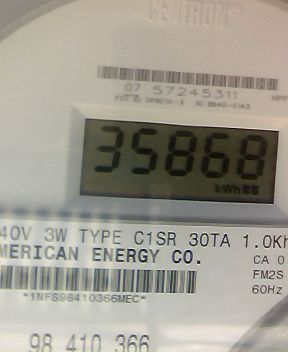 CENTRON®
07 57245311
35868
kWh
40V 3W TYPE C1SR 30TA 1.0Kh
MERICAN ENERGY CO.
CA 0
FM2S
60Hz
*1NFS98410366MEC*
98 410 366